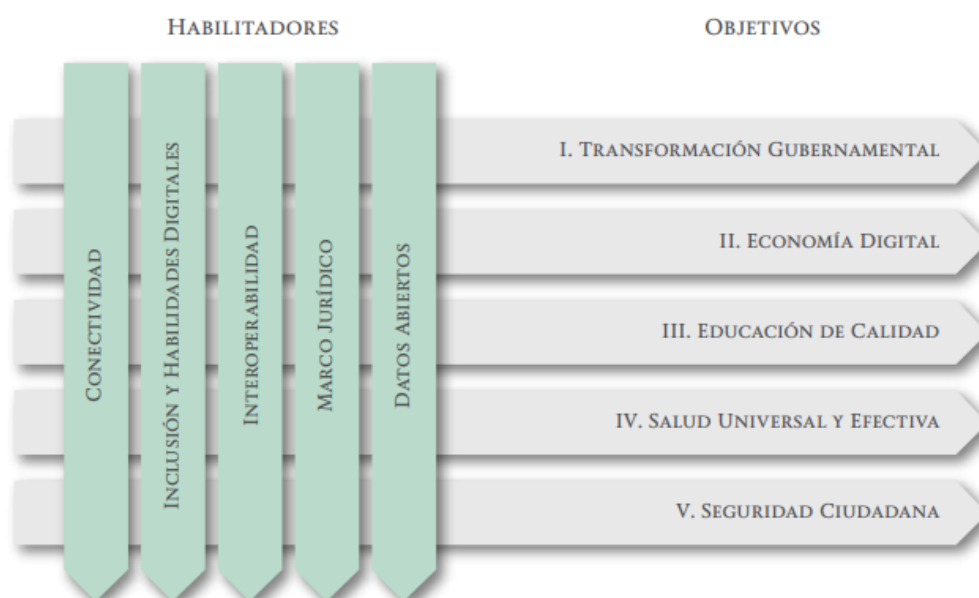 HABILITADORES
OBJETIVOS
CONECTIVIDAD
INCLUSIÓN Y HABILIDADES DIGITALES
INTEROPERABILIDAD
MARCO JURÍDICO
DATOS ABIERTOS
I. TRANSFORMACIÓN GUBERNAMENTAL
II. ECONOMÍA DIGITAL
III. EDUCACIÓN DE CALIDAD
IV. SALUD UNIVERSAL Y EFECTIVA
V. SEGURIDAD CIUDADANA